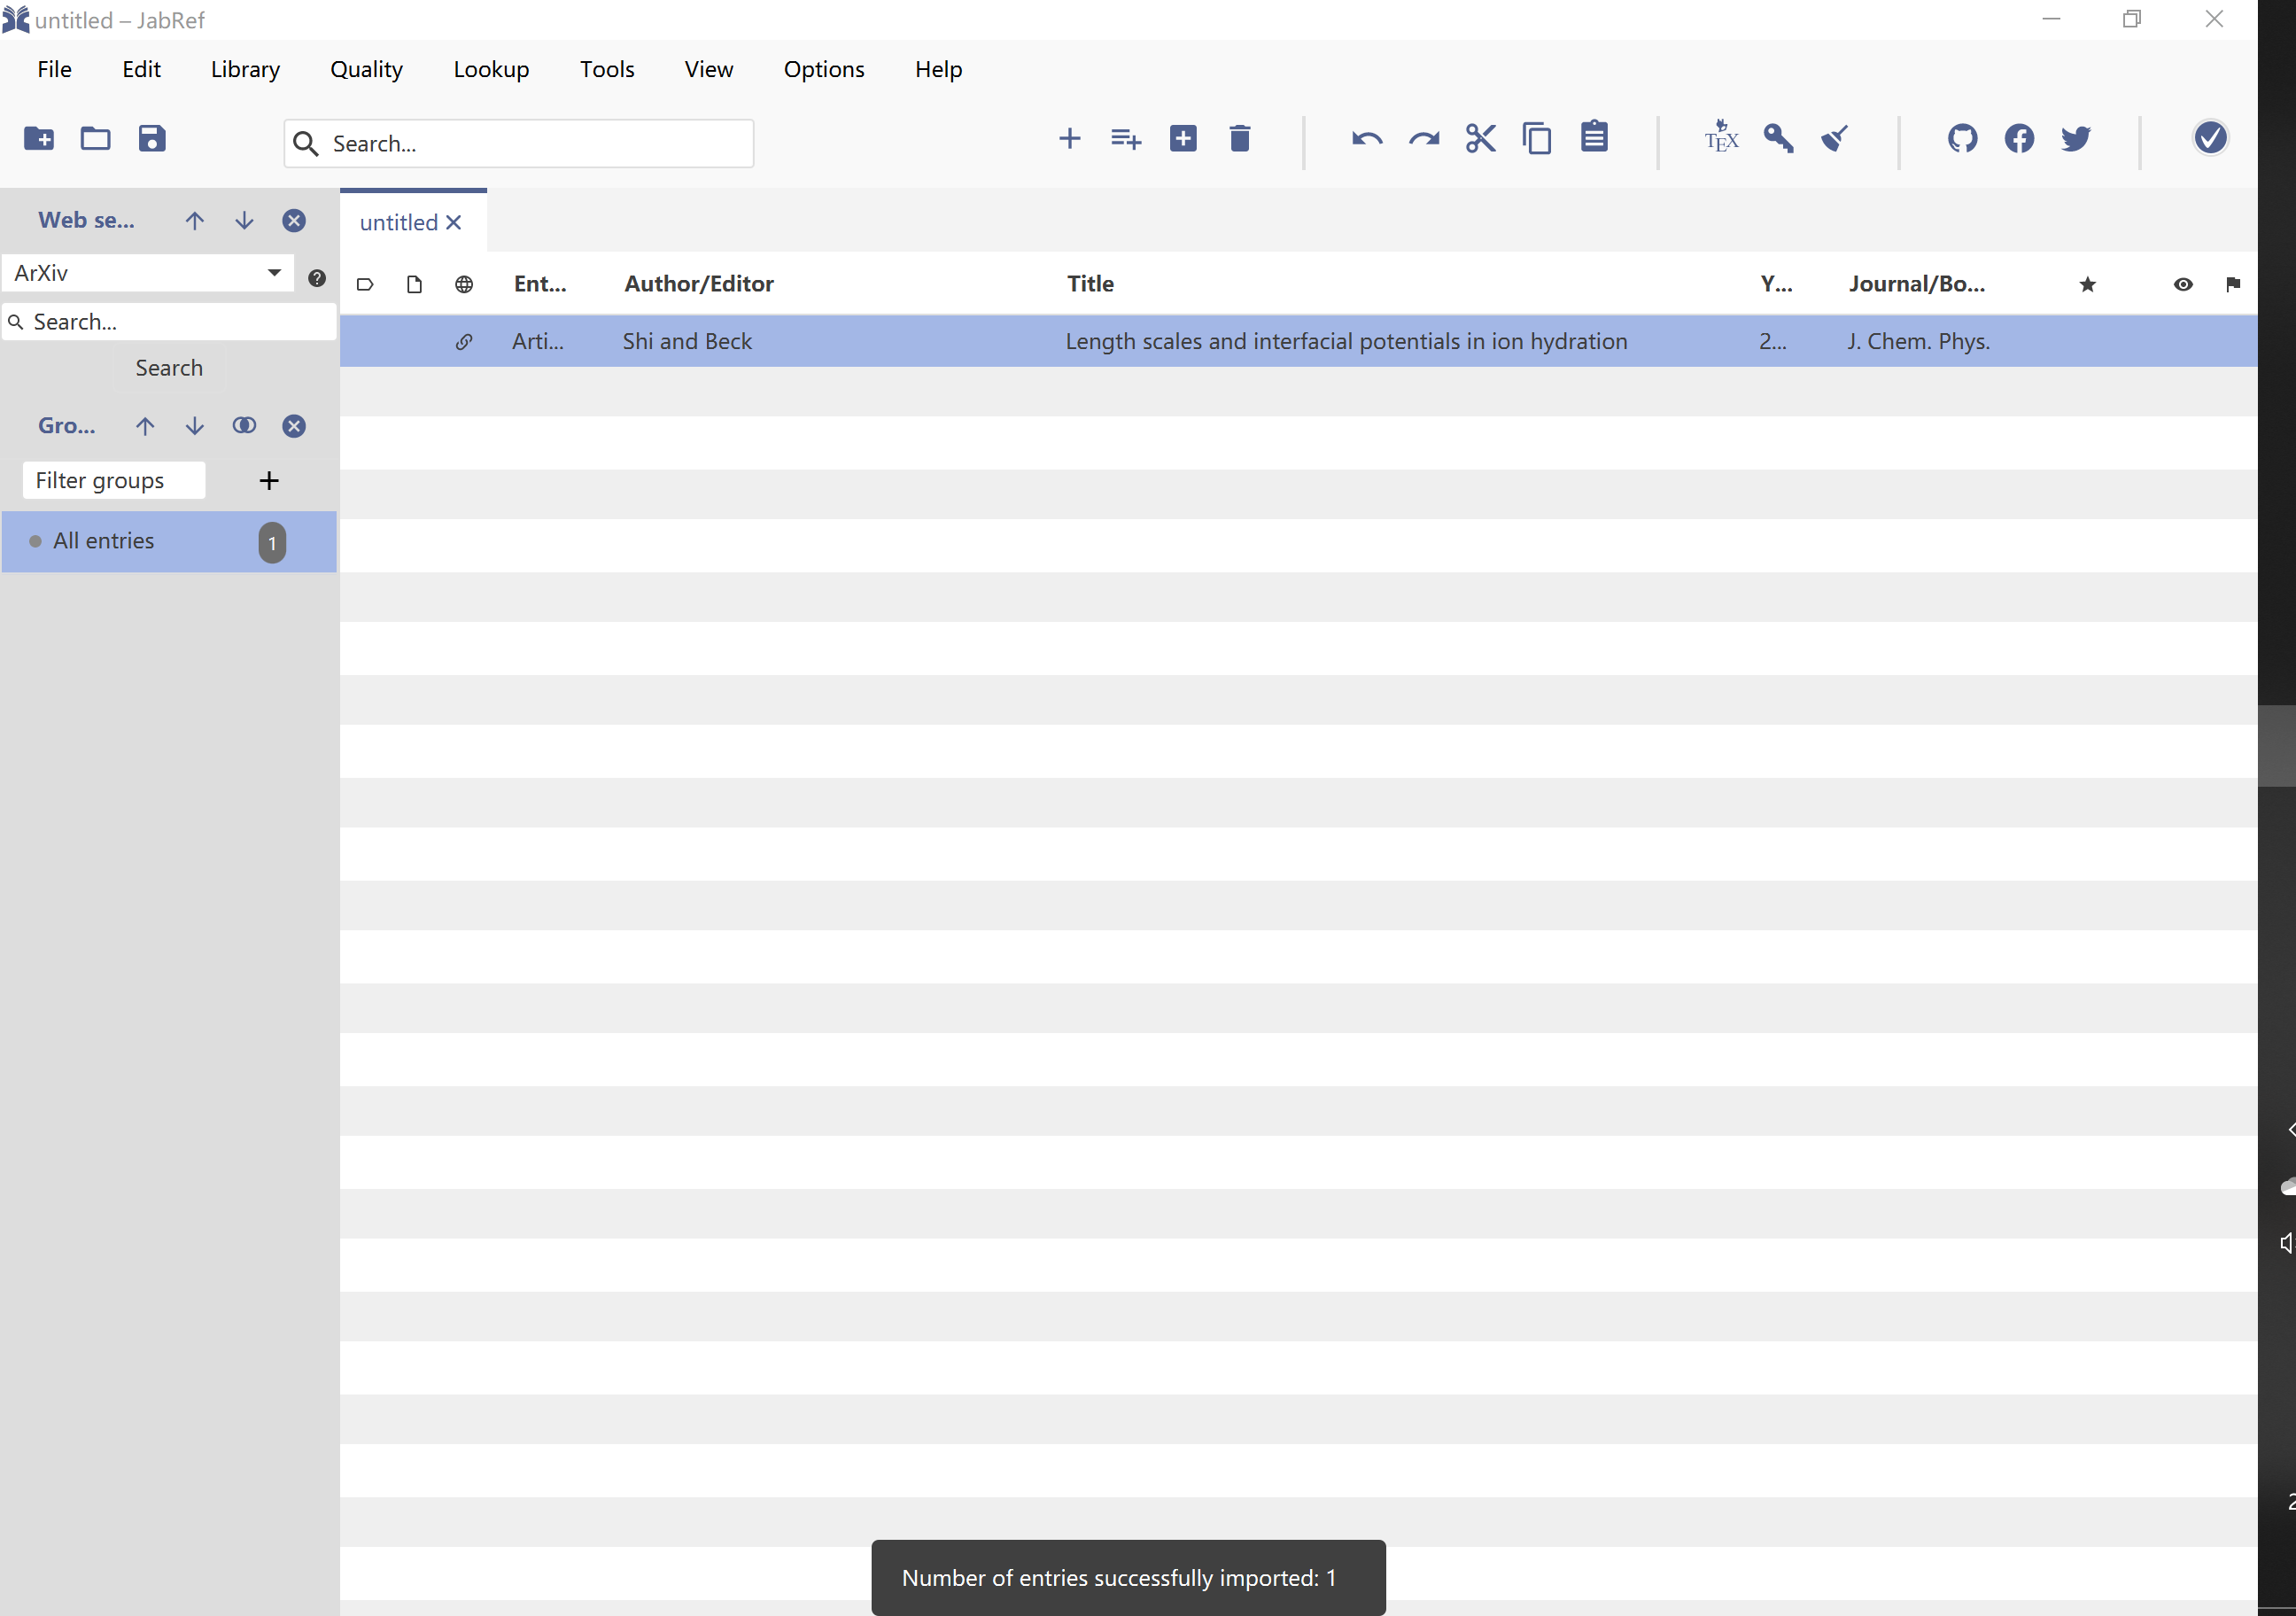 untitled – JabRef
File Edit Library Quality Lookup Tools View Options Help
Search...
TEX
Web se...
untitled
ArXiv
Ent... Author/Editor Title Y... Journal/Bo...
Search...
Arti... Shi and Beck Length scales and interfacial potentials in ion hydration 2... J. Chem. Phys.
Search
Gro...
Filter groups
All entries 1
Number of entries successfully imported: 1